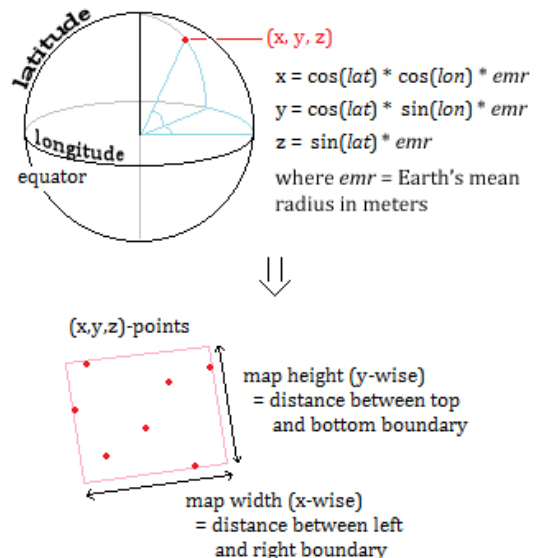 latitude
(x, y, z)
x = cos(lat) * cos(lon) * emr
y = cos(lat) * sin(lon) * emr
z = sin(lat) * emr
longitude
equator
where emr = Earth's mean
radius in meters
(x,y,z)-points
map height (y-wise)
= distance between top
and bottom boundary
map width (x-wise)
= distance between left
and right boundary